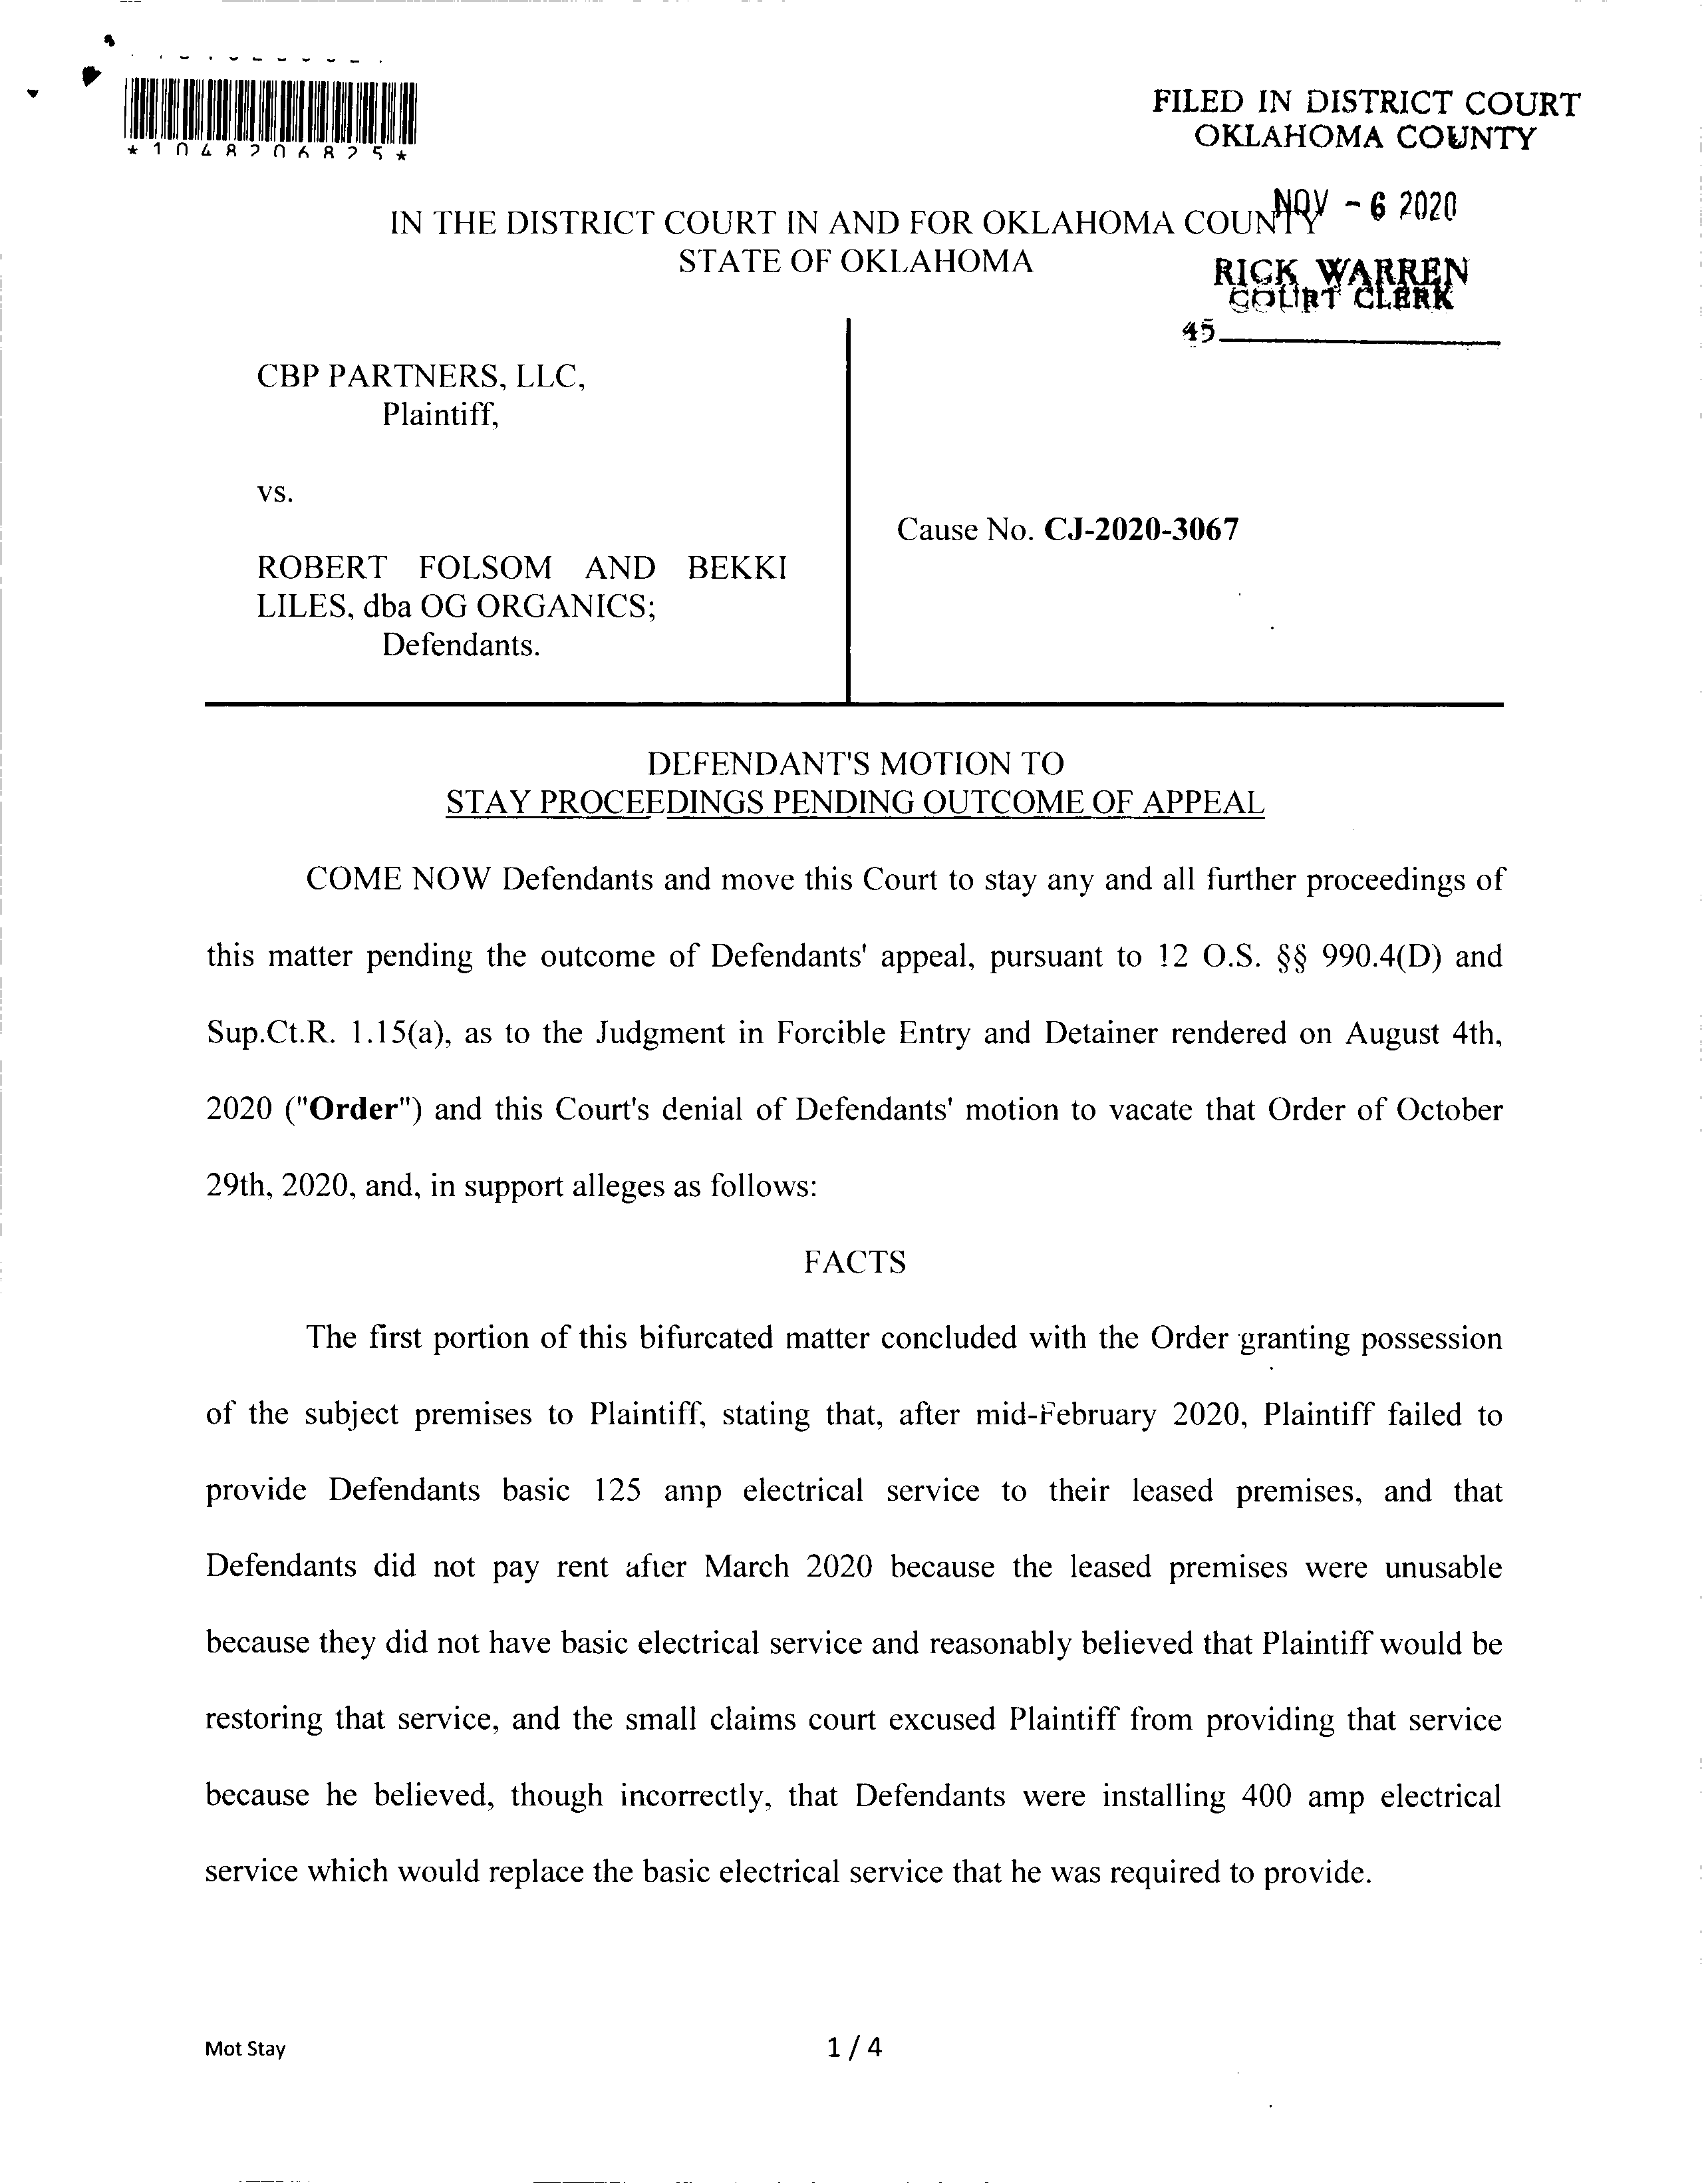 *1048206825*
FILED IN DISTRICT COURT
OKLAHOMA COUNTY
NOV - 6 2020
IN THE DISTRICT COURT IN AND FOR OKLAHOMA COUNTY
STATE OF OKLAHOMA
RICK WARREN
COURT CLERK
45
CBP PARTNERS, LLC,
Plaintiff,
vs.
Cause No. CJ-2020-3067
ROBERT FOLSOM AND BEKKI
LILES, dba OG ORGANICS;
Defendants.
DEFENDANT'S MOTION TO
STAY PROCEEDINGS PENDING OUTCOME OF APPEAL
COME NOW Defendants and move this Court to stay any and all further proceedings of
this matter pending the outcome of Defendants' appeal, pursuant to 12 O.S. §§ 990.4(D) and
Sup.Ct.R. 1.15(a), as to the Judgment in Forcible Entry and Detainer rendered on August 4th,
2020 ("Order") and this Court's denial of Defendants' motion to vacate that Order of October
29th, 2020, and, in support alleges as follows:
FACTS
The first portion of this bifurcated matter concluded with the Order granting possession
of the subject premises to Plaintiff, stating that, after mid-February 2020, Plaintiff failed to
provide Defendants basic 125 amp electrical service to their leased premises, and that
Defendants did not pay rent after March 2020 because the leased premises were unusable
because they did not have basic electrical service and reasonably believed that Plaintiff would be
restoring that service, and the small claims court excused Plaintiff from providing that service
because he believed, though incorrectly, that Defendants were installing 400 amp electrical
service which would replace the basic electrical service that he was required to provide.
Mot Stay
1 / 4